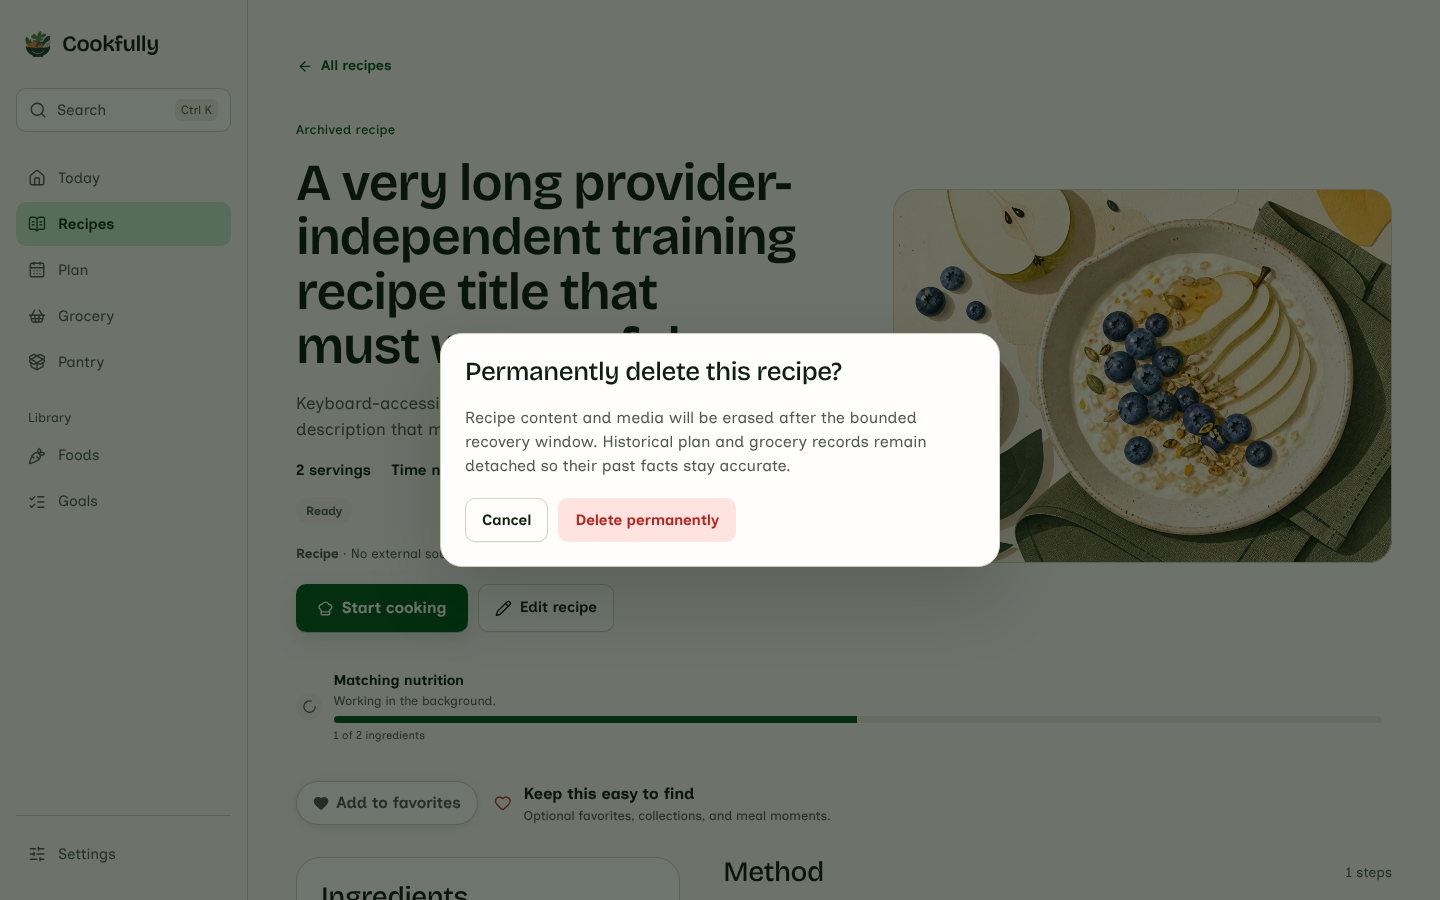 Cookfully
Search
Ctrl K
Today
Recipes
Plan
Grocery
Pantry
Library
Foods
Goals
Settings
All recipes
Archived recipe
A very long provider-
independent training
recipe title that
must
Keyboard-accessi
description that m
2 servings Time n
Ready
Recipe · No external sou
Start cooking
Edit recipe
Permanently delete this recipe?
Recipe content and media will be erased after the bounded
recovery window. Historical plan and grocery records remain
detached so their past facts stay accurate.
Cancel
Delete permanently
Matching nutrition
Working in the background.
1 of 2 ingredients
Add to favorites
Keep this easy to find
Optional favorites, collections, and meal moments.
Ingredients
Method
1 steps